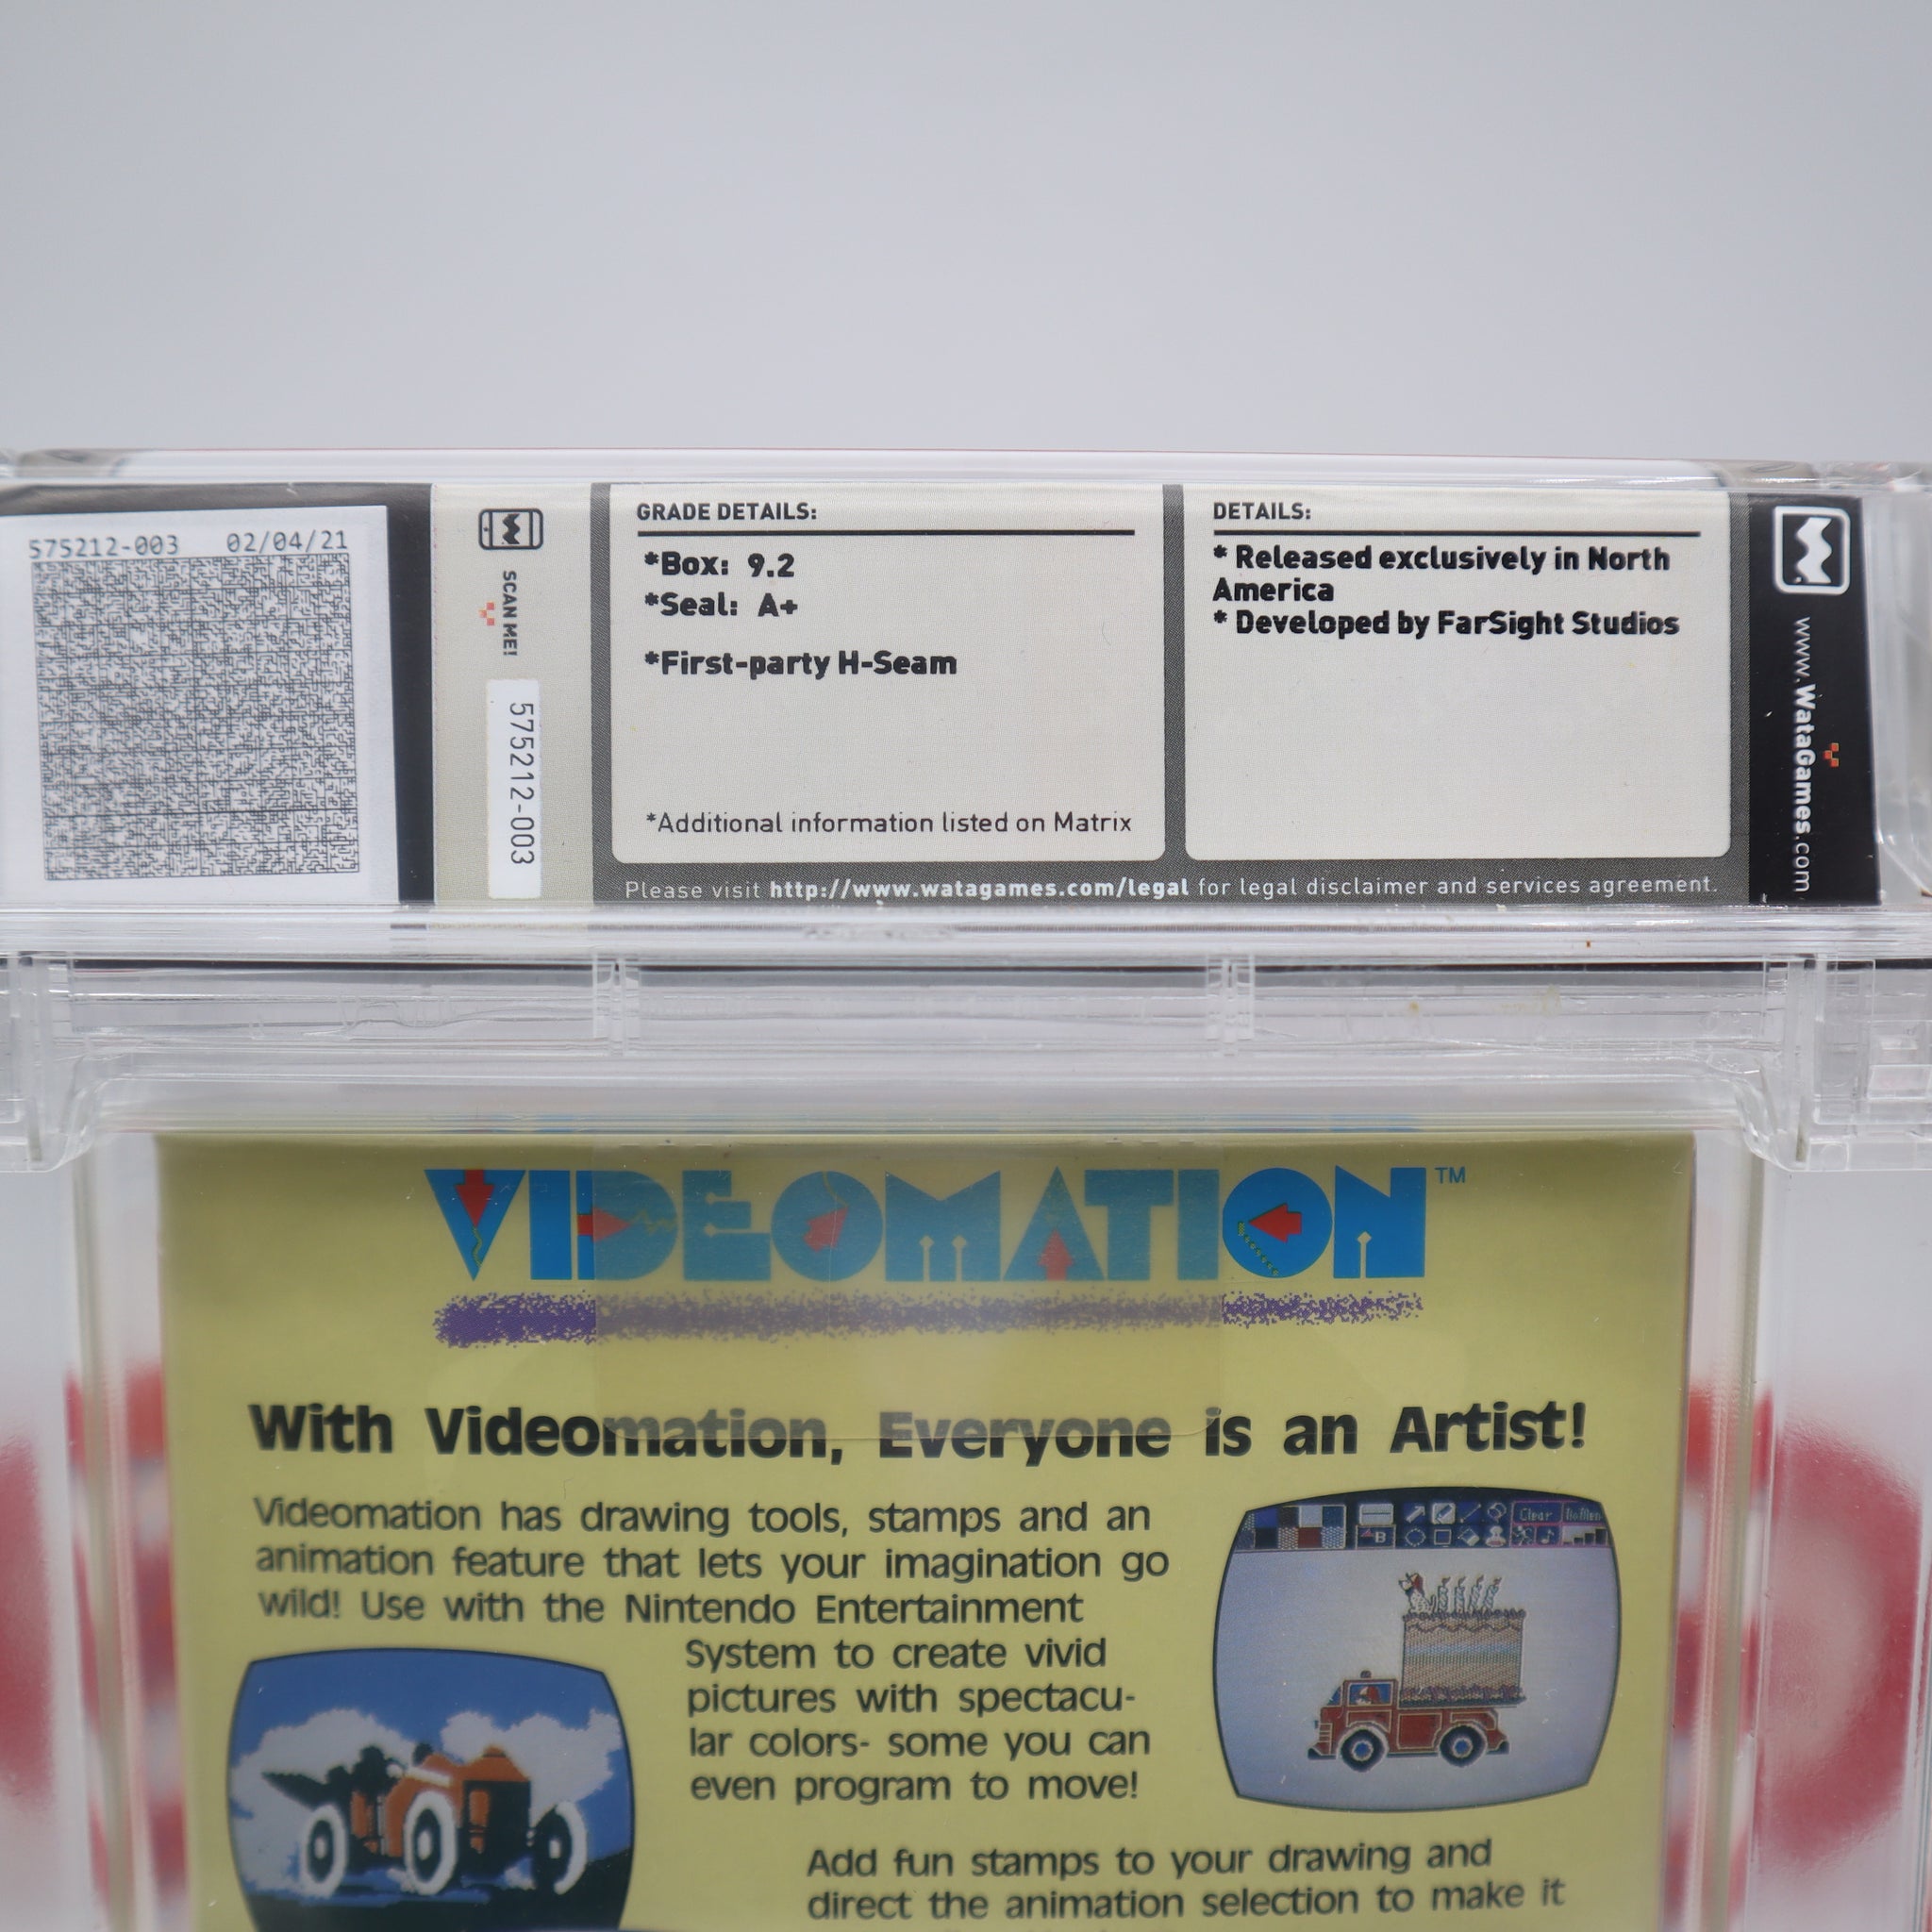 575212-003 02/04/21
SCAN ME!
575212-003
GRADE DETAILS:
*Box: 9.2
*Seal: A+
*First-party H-Seam
*Additional information listed on Matrix
DETAILS:
* Released exclusively in North
America
* Developed by FarSight Studios
Please visit http://www.watagames.com/legal for legal disclaimer and services agreement.
www.WataGames.com
VIDEOMATION™
With Videomation, Everyone is an Artist!
Videomation has drawing tools, stamps and an
animation feature that lets your imagination go
wild! Use with the Nintendo Entertainment
System to create vivid
pictures with spectacu-
lar colors- some you can
even program to move!
Clear
B
Add fun stamps to your drawing and
direct the animation selection to make it